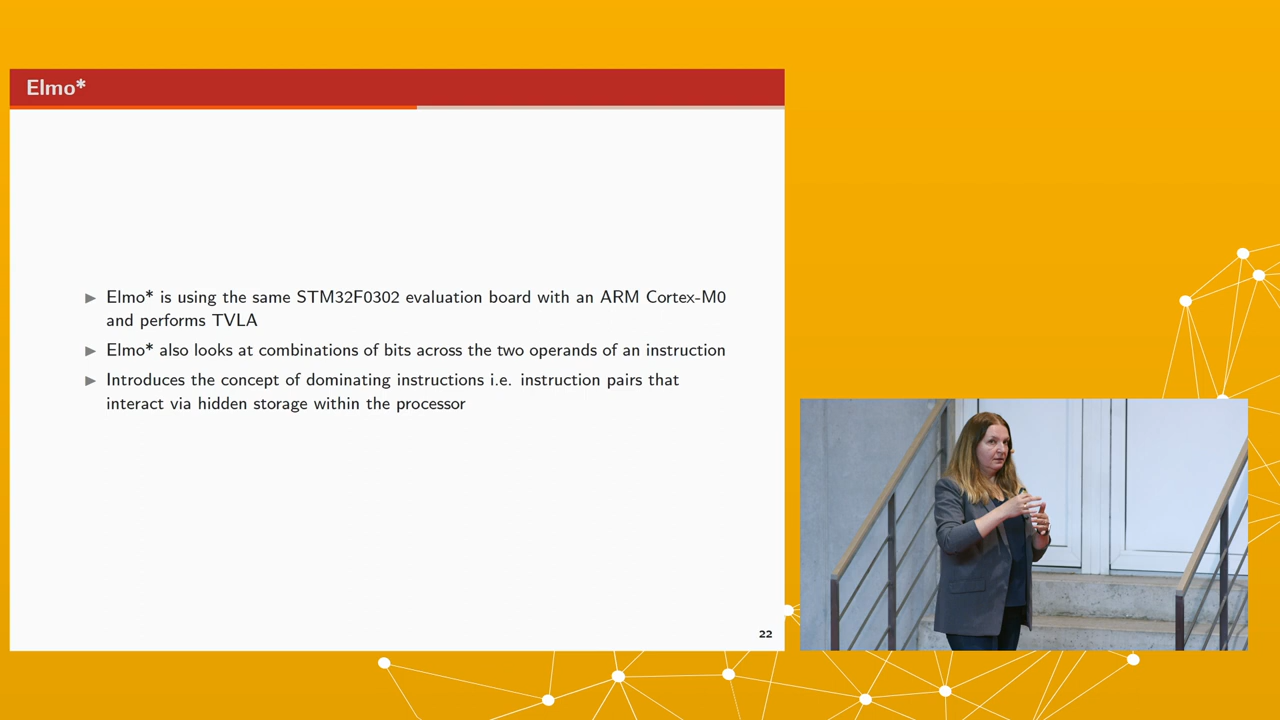 Elmo*
▶ Elmo* is using the same STM32F0302 evaluation board with an ARM Cortex-M0
and performs TVLA
▶ Elmo* also looks at combinations of bits across the two operands of an instruction
▶ Introduces the concept of dominating instructions i.e. instruction pairs that
interact via hidden storage within the processor
22